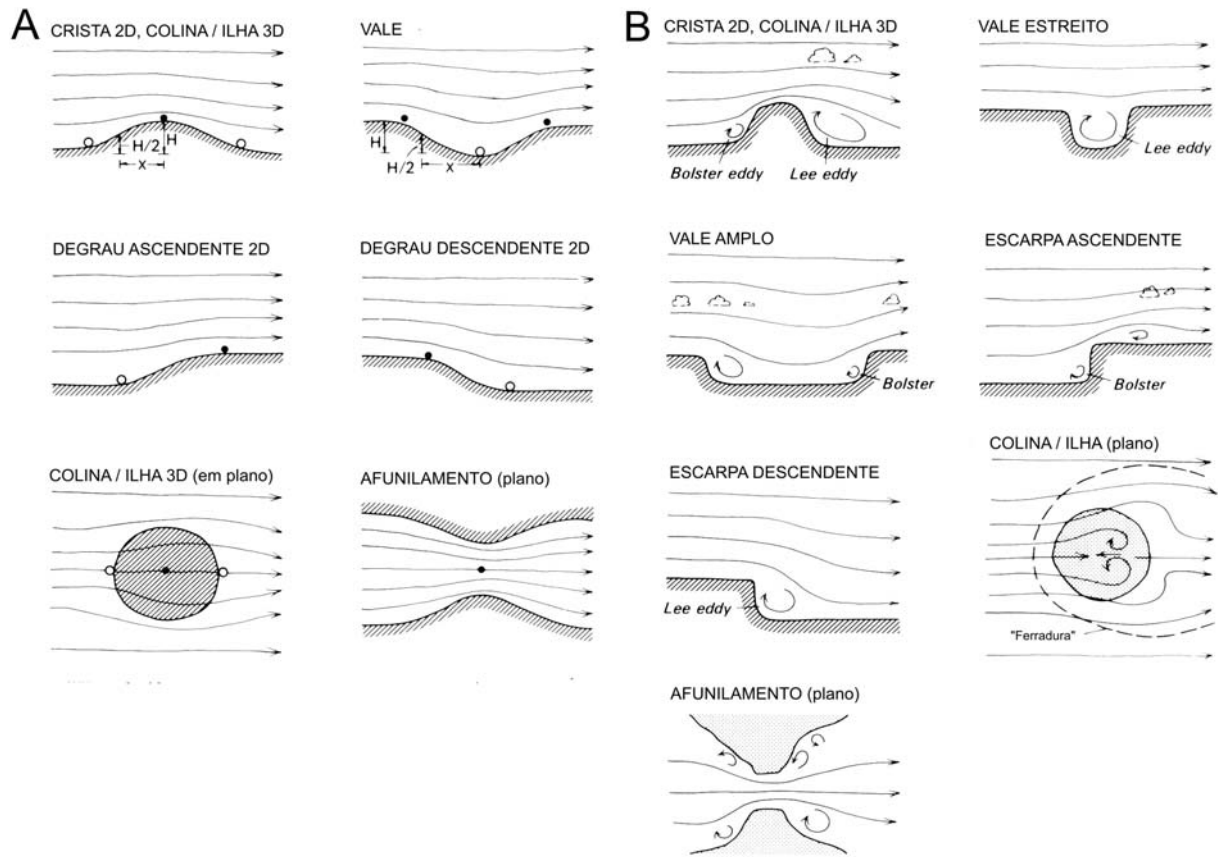 A
CRISTA 2D, COLINA / ILHA 3D
H/2
H
X
VALE
H
H/2
X
DEGRAU ASCENDENTE 2D
DEGRAU DESCENDENTE 2D
COLINA / ILHA 3D (em plano)
AFUNILAMENTO (plano)
B
CRISTA 2D, COLINA / ILHA 3D
Bolster eddy
Lee eddy
VALE ESTREITO
Lee eddy
VALE AMPLO
Bolster
ESCARPA ASCENDENTE
Bolster
ESCARPA DESCENDENTE
Lee eddy
COLINA / ILHA (plano)
"Ferradura"
AFUNILAMENTO (plano)